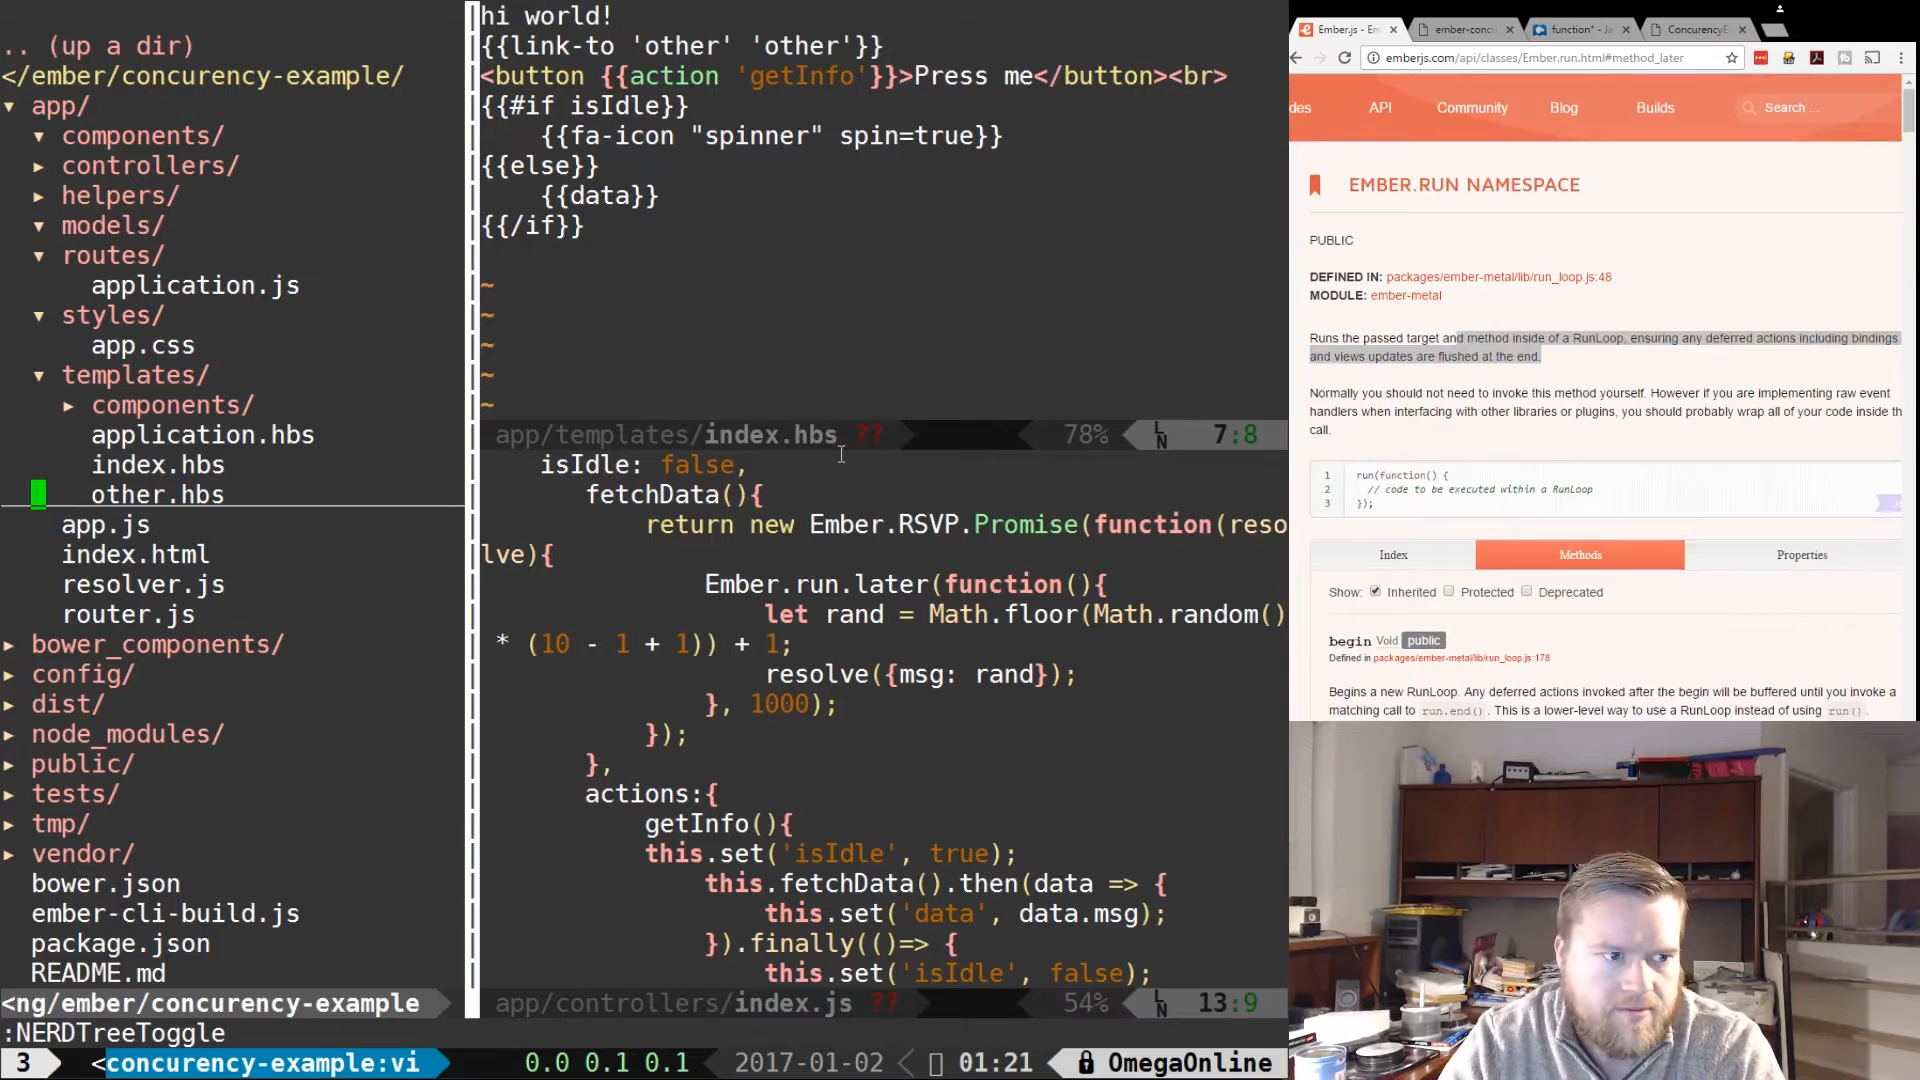 .. (up a dir)
</ember/concurency-example/
▾ app/
▾ components/
▸ controllers/
▸ helpers/
▾ models/
▾ routes/
application.js
▾ styles/
app.css
▾ templates/
▸ components/
application.hbs
index.hbs
other.hbs
app.js
index.html
resolver.js
router.js
▸ bower_components/
▸ config/
▸ dist/
▸ node_modules/
▸ public/
▸ tests/
▸ tmp/
▸ vendor/
bower.json
ember-cli-build.js
package.json
README.md
<ng/ember/concurency-example
:NERDTreeToggle
3 <concurency-example:vi 0.0 0.1 0.1 2017-01-02 01:21 OmegaOnline
hi world!
{{link-to 'other' 'other'}}
<button {{action 'getInfo'}}>Press me</button><br>
{{#if isIdle}}
{{fa-icon "spinner" spin=true}}
{{else}}
{{data}}
{{/if}}
~
~
~
~
~
app/templates/index.hbs ?? 78% LN 7:8
isIdle: false,
fetchData(){
return new Ember.RSVP.Promise(function(reso
lve){
Ember.run.later(function(){
let rand = Math.floor(Math.random()
* (10 - 1 + 1)) + 1;
resolve({msg: rand});
}, 1000);
});
},
actions:{
getInfo(){
this.set('isIdle', true);
this.fetchData().then(data => {
this.set('data', data.msg);
}).finally(()=> {
this.set('isIdle', false);
app/controllers/index.js ?? 54% LN 13:9
Ember.js - E ember-concu function* - Ja ConcurencyE
emberjs.com/api/classes/Ember.run.html#method_later
des API Community Blog Builds Search ...
EMBER.RUN NAMESPACE
PUBLIC
DEFINED IN: packages/ember-metal/lib/run_loop.js:48
MODULE: ember-metal
Runs the passed target and method inside of a RunLoop, ensuring any deferred actions including bindings
and views updates are flushed at the end.
Normally you should not need to invoke this method yourself. However if you are implementing raw event
handlers when interfacing with other libraries or plugins, you should probably wrap all of your code inside th
call.
1 run(function() {
2 // code to be executed within a RunLoop
3 });
Index Methods Properties
Show: Inherited Protected Deprecated
begin Void public
Defined in packages/ember-metal/lib/run_loop.js:178
Begins a new RunLoop. Any deferred actions invoked after the begin will be buffered until you invoke a
matching call to run.end(). This is a lower-level way to use a RunLoop instead of using run().